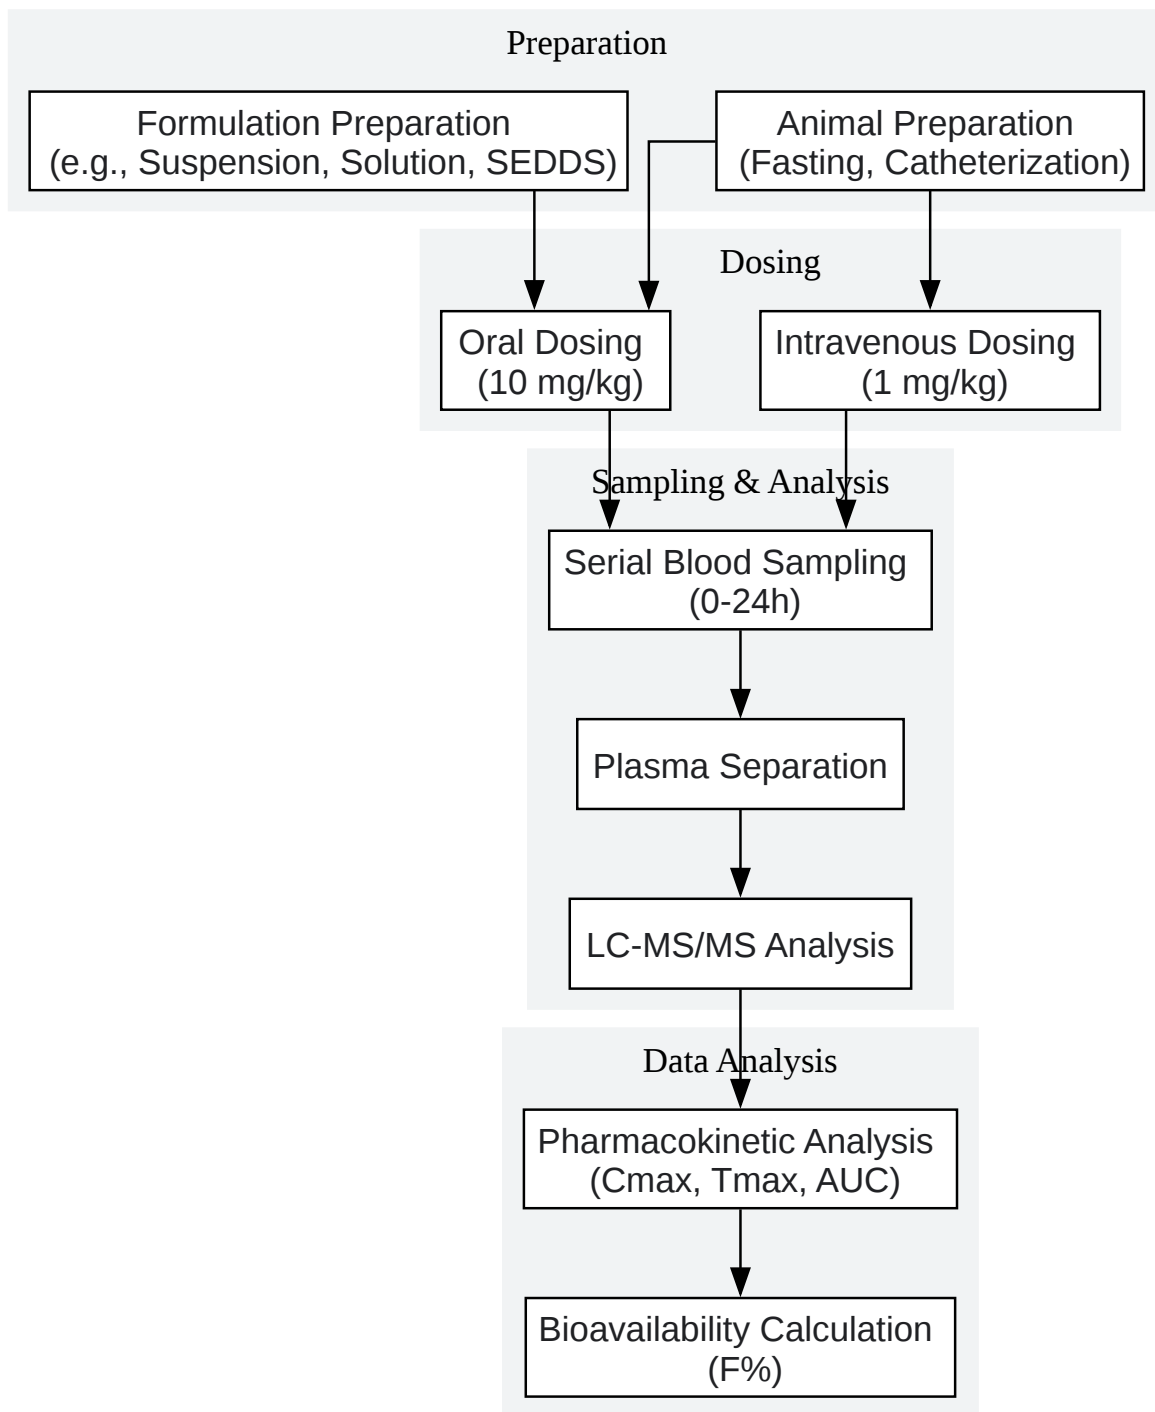 Preparation
Formulation Preparation
(e.g., Suspension, Solution, SEDDS)
Animal Preparation
(Fasting, Catheterization)
Dosing
Oral Dosing
(10 mg/kg)
Intravenous Dosing
(1 mg/kg)
Sampling & Analysis
Serial Blood Sampling
(0-24h)
Plasma Separation
LC-MS/MS Analysis
Data Analysis
Pharmacokinetic Analysis
(Cmax, Tmax, AUC)
Bioavailability Calculation
(F%)